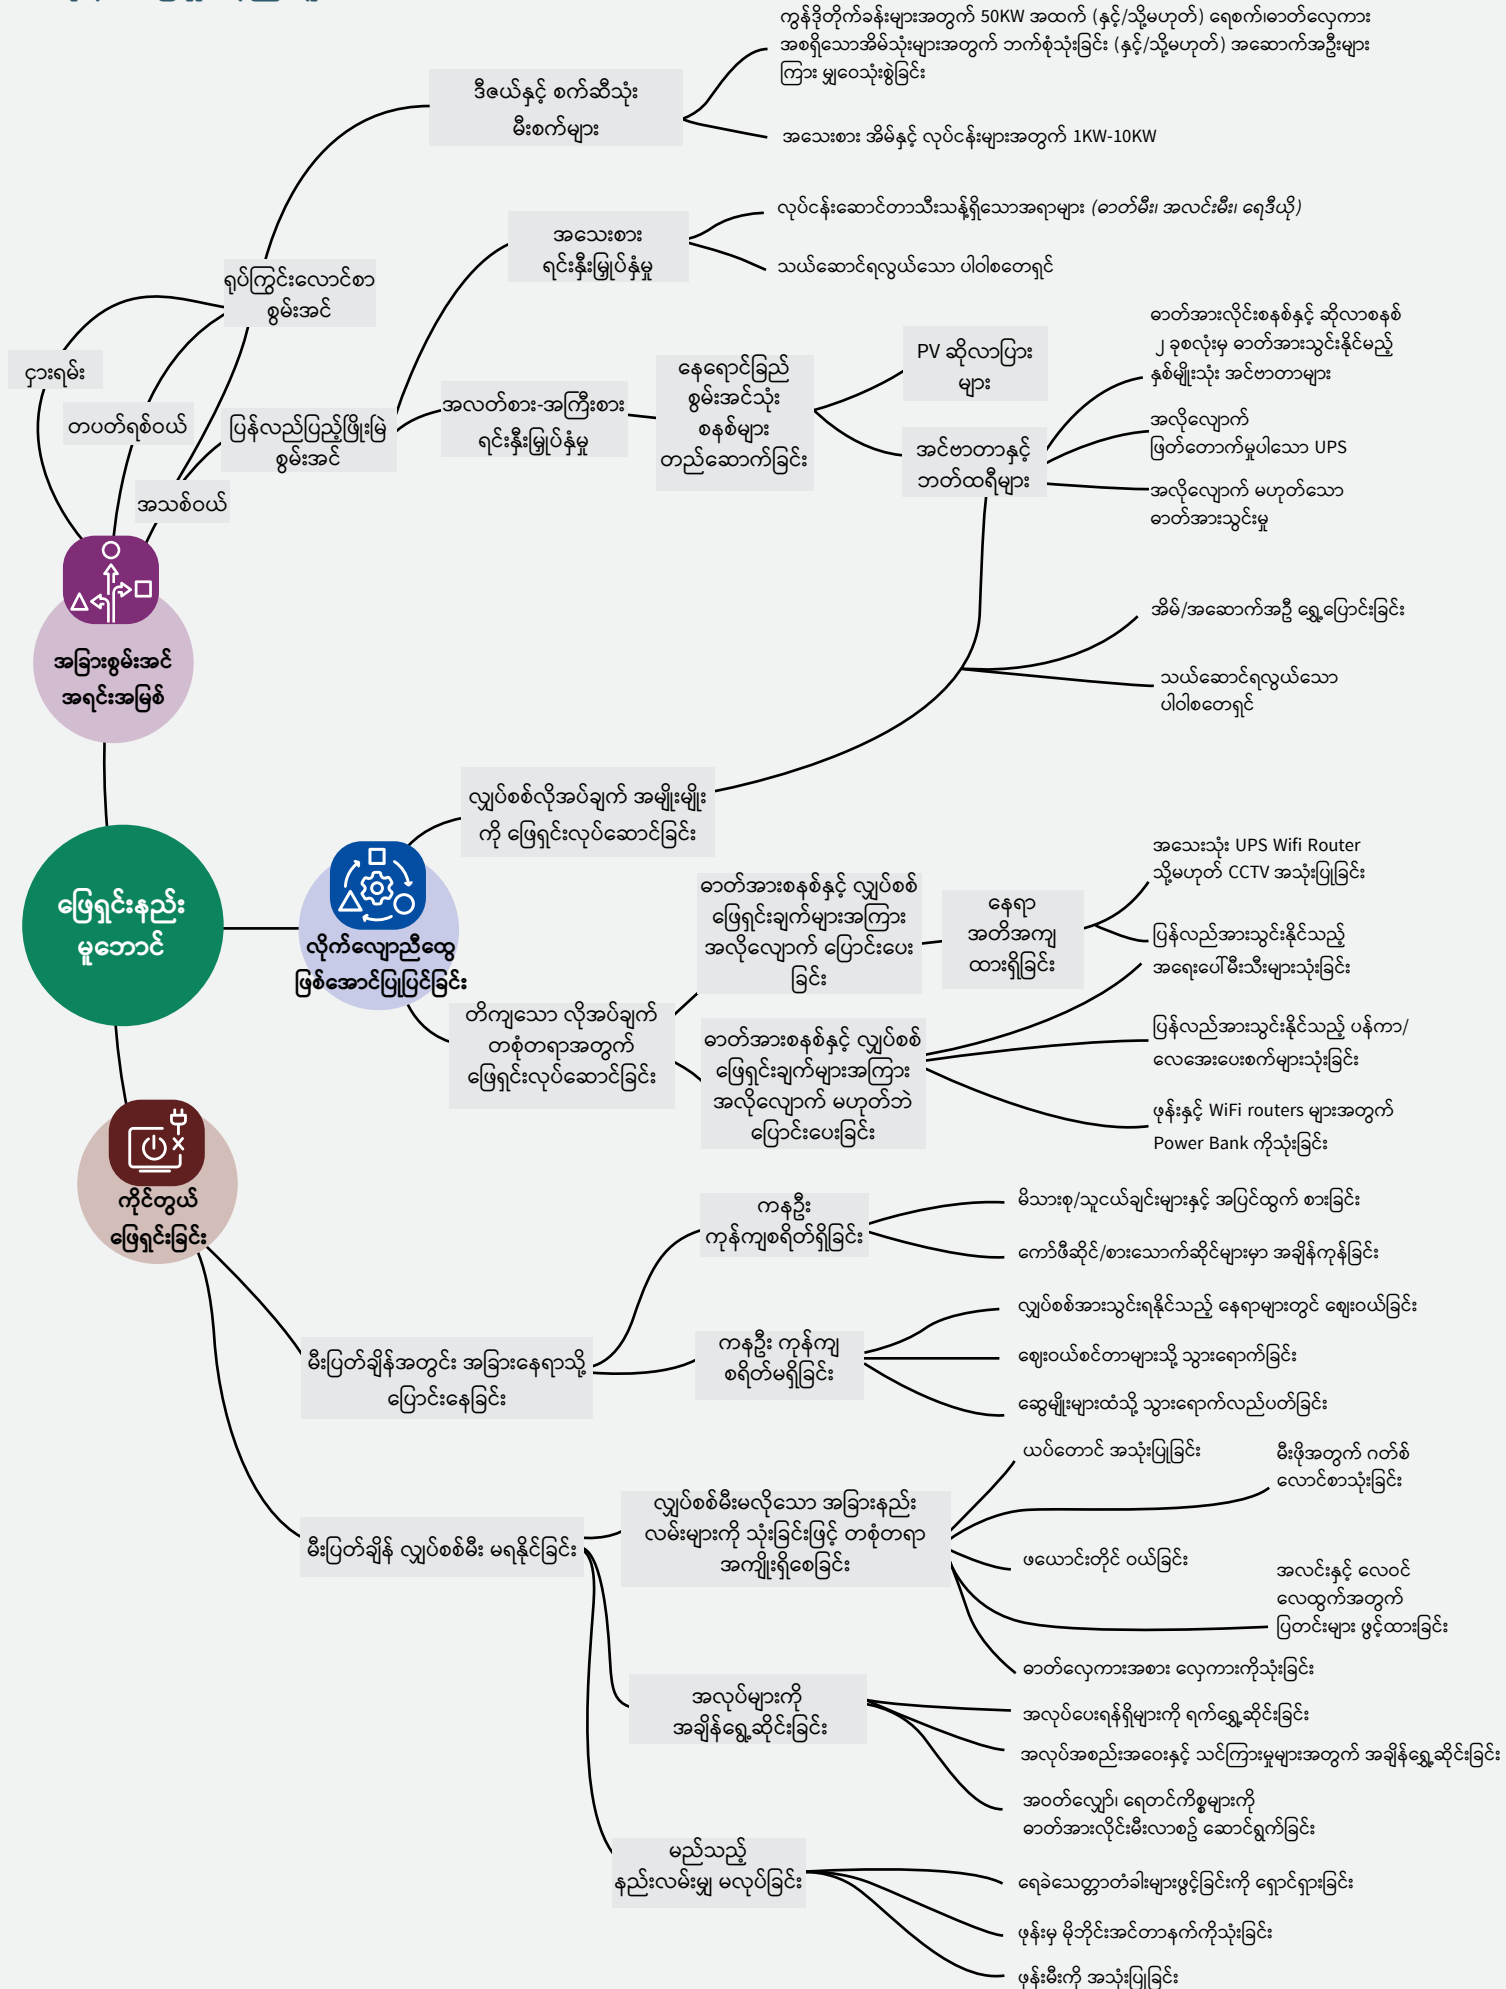 ကွန်ဒိုတိုက်ခန်းများအတွက် 50KW အထက် (နှင့်/သို့မဟုတ်) ရေစက်၊ဓာတ်လှေကား
အစရှိသောအိမ်သုံးများအတွက် ဘက်စုံသုံးခြင်း (နှင့်/သို့မဟုတ်) အဆောက်အဦးများ
ကြား မျှဝေသုံးစွဲခြင်း
ဒီဇယ်နှင့် စက်ဆီသုံး
မီးစက်များ
အသေးစား အိမ်နှင့် လုပ်ငန်းများအတွက် 1KW-10KW
လုပ်ငန်းဆောင်တာသီးသန့်ရှိသောအရာများ (ဓာတ်မီး၊ အလင်းမီး၊ ရေဒီယို)
အသေးစား
ရင်းနှီးမြှုပ်နှံမှု
သယ်ဆောင်ရလွယ်သော ပါဝါစတေရှင်
ရုပ်ကြွင်းလောင်စာ
စွမ်းအင်
ငှားရမ်း
တပတ်ရစ်ဝယ်
အသစ်ဝယ်
ပြန်လည်ပြည့်ဖြိုးမြဲ
စွမ်းအင်
အလတ်စား-အကြီးစား
ရင်းနှီးမြှုပ်နှံမှု
နေရောင်ခြည်
စွမ်းအင်သုံး
စနစ်များ
တည်ဆောက်ခြင်း
PV ဆိုလာပြား
များ
အင်ဗာတာနှင့်
ဘတ်ထရီများ
ဓာတ်အားလိုင်းစနစ်နှင့် ဆိုလာစနစ်
၂ ခုစလုံးမှ ဓာတ်အားသွင်းနိုင်မည့်
နှစ်မျိုးသုံး အင်ဗာတာများ
အလိုလျောက်
ဖြတ်တောက်မှုပါသော UPS
အလိုလျောက် မဟုတ်သော
ဓာတ်အားသွင်းမှု
အခြားစွမ်းအင်
အရင်းအမြစ်
အိမ်/အဆောက်အဦ ရွှေ့ပြောင်းခြင်း
သယ်ဆောင်ရလွယ်သော
ပါဝါစတေရှင်
လျှပ်စစ်လိုအပ်ချက် အမျိုးမျိုး
ကို ဖြေရှင်းလုပ်ဆောင်ခြင်း
ဖြေရှင်းနည်း
မူဘောင်
လိုက်လျောညီထွေ
ဖြစ်အောင်ပြုပြင်ခြင်း
ဓာတ်အားစနစ်နှင့် လျှပ်စစ်
ဖြေရှင်းချက်များအကြား
အလိုလျောက် ပြောင်းပေး
ခြင်း
နေရာ
အတိအကျ
ထားရှိခြင်း
အသေးသုံး UPS Wifi Router
သို့မဟုတ် CCTV အသုံးပြုခြင်း
ပြန်လည်အားသွင်းနိုင်သည့်
အရေးပေါ်မီးသီးများသုံးခြင်း
တိကျသော လိုအပ်ချက်
တစုံတရာအတွက်
ဖြေရှင်းလုပ်ဆောင်ခြင်း
ဓာတ်အားစနစ်နှင့် လျှပ်စစ်
ဖြေရှင်းချက်များအကြား
အလိုလျောက် မဟုတ်ဘဲ
ပြောင်းပေးခြင်း
ပြန်လည်အားသွင်းနိုင်သည့် ပန်ကာ/
လေအေးပေးစက်များသုံးခြင်း
ဖုန်းနှင့် WiFi routers များအတွက်
Power Bank ကိုသုံးခြင်း
ကိုင်တွယ်
ဖြေရှင်းခြင်း
ကနဦး
ကုန်ကျစရိတ်ရှိခြင်း
မိသားစု/သူငယ်ချင်းများနှင့် အပြင်ထွက် စားခြင်း
ကော်ဖီဆိုင်/စားသောက်ဆိုင်များမှာ အချိန်ကုန်ခြင်း
မီးပြတ်ချိန်အတွင်း အခြားနေရာသို့
ပြောင်းနေခြင်း
ကနဦး ကုန်ကျ
စရိတ်မရှိခြင်း
လျှပ်စစ်အားသွင်းရနိုင်သည့် နေရာများတွင် ဈေးဝယ်ခြင်း
ဈေးဝယ်စင်တာများသို့ သွားရောက်ခြင်း
ဆွေမျိုးများထံသို့ သွားရောက်လည်ပတ်ခြင်း
မီးပြတ်ချိန် လျှပ်စစ်မီး မရနိုင်ခြင်း
လျှပ်စစ်မီးမလိုသော အခြားနည်း
လမ်းများကို သုံးခြင်းဖြင့် တစုံတရာ
အကျိုးရှိစေခြင်း
ယပ်တောင် အသုံးပြုခြင်း
မီးဖိုအတွက် ဂတ်စ်
လောင်စာသုံးခြင်း
ဖယောင်းတိုင် ဝယ်ခြင်း
အလင်းနှင့် လေဝင်
လေထွက်အတွက်
ပြတင်းများ ဖွင့်ထားခြင်း
ဓာတ်လှေကားအစား လှေကားကိုသုံးခြင်း
အလုပ်များကို
အချိန်ရွေ့ဆိုင်းခြင်း
အလုပ်ပေးရန်ရှိများကို ရက်ရွှေ့ဆိုင်းခြင်း
အလုပ်အစည်းအဝေးနှင့် သင်ကြားမှုများအတွက် အချိန်ရွှေ့ဆိုင်းခြင်း
အဝတ်လျှော်၊ ရေတင်ကိစ္စများကို
ဓာတ်အားလိုင်းမီးလာစဉ် ဆောင်ရွက်ခြင်း
မည်သည့်
နည်းလမ်းမျှ မလုပ်ခြင်း
ရေခဲသေတ္တာတံခါးများဖွင့်ခြင်းကို ရှောင်ရှားခြင်း
ဖုန်းမှ မိုဘိုင်းအင်တာနက်ကိုသုံးခြင်း
ဖုန်းမီးကို အသုံးပြုခြင်း